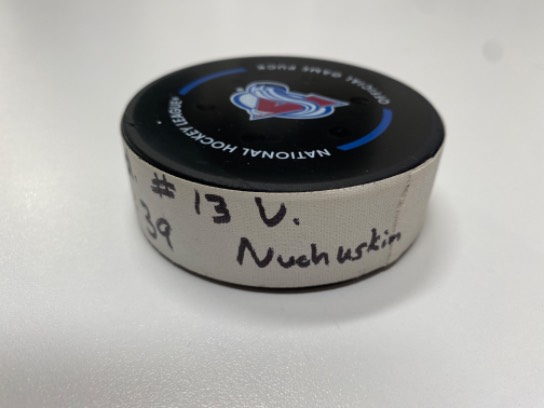 OFFICIAL GAME PUCK
NATIONAL HOCKEY LEAGUE
# 13 V.
39 Nuchuskin